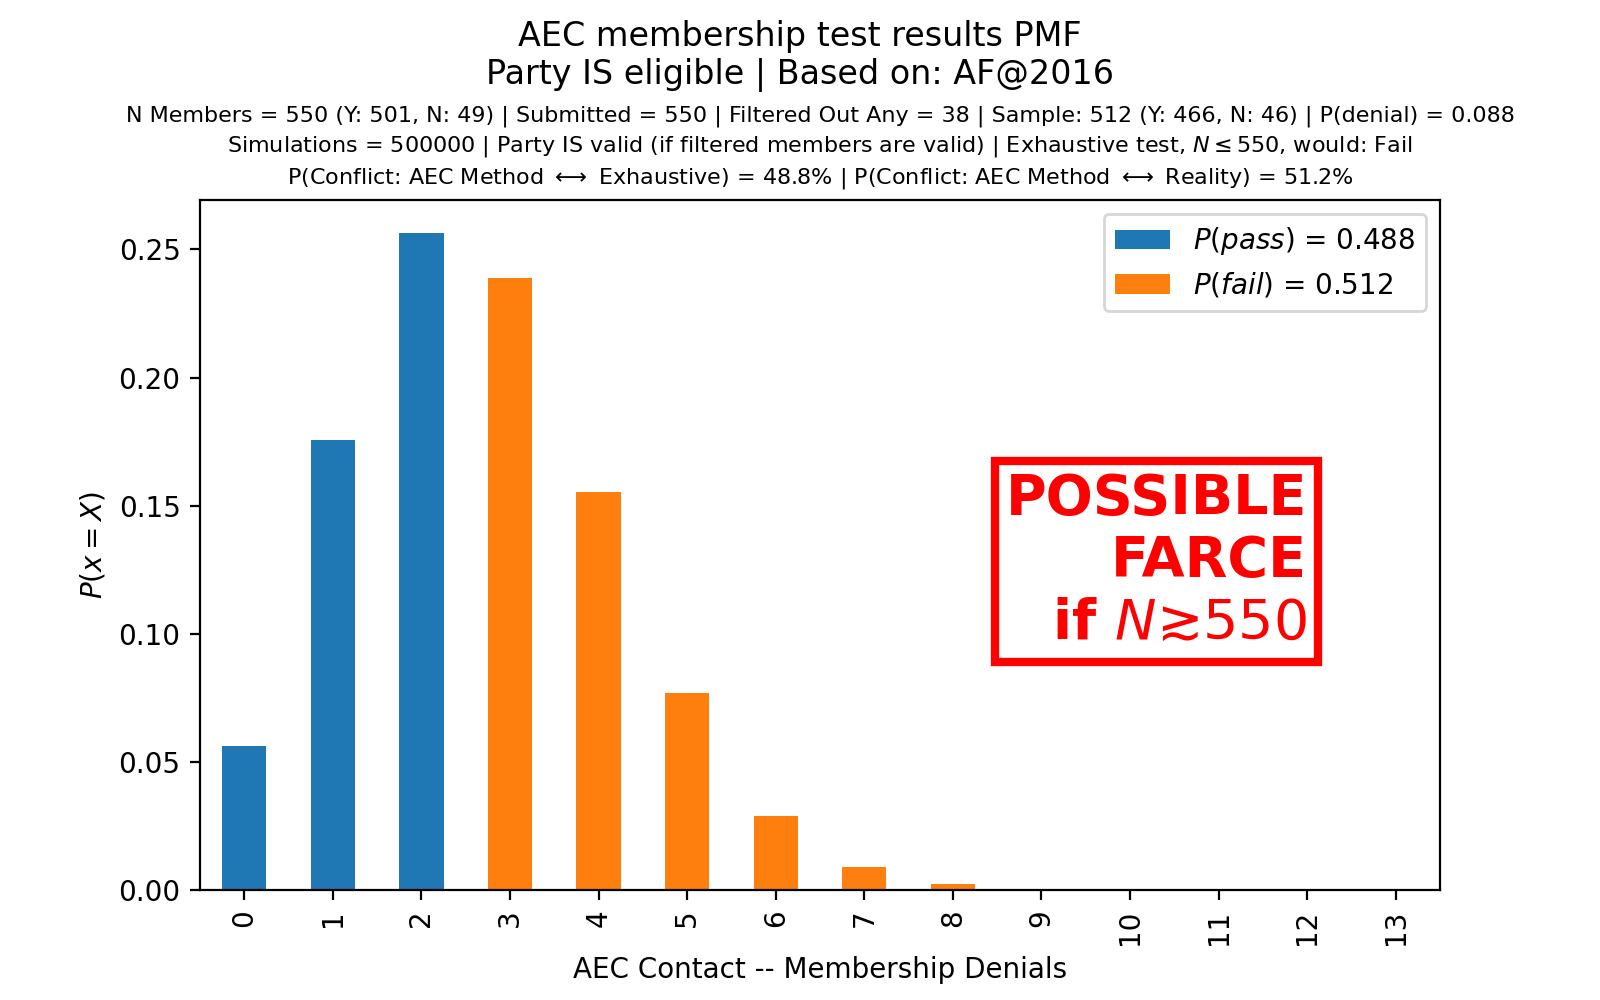 AEC membership test results PMF
Party IS eligible | Based on: AF@2016
N Members = 550 (Y: 501, N: 49) | Submitted = 550 | Filtered Out Any = 38 | Sample: 512 (Y: 466, N: 46) | P(denial) = 0.088
Simulations = 500000 | Party IS valid (if filtered members are valid) | Exhaustive test, N ≤ 550, would: Fail
P(Conflict: AEC Method ⟷ Exhaustive) = 48.8% | P(Conflict: AEC Method ⟷ Reality) = 51.2%
P(pass) = 0.488
P(fail) = 0.512
0.25
0.20
0.15
0.10
0.05
0.00
P(x = X)
POSSIBLE
FARCE
if N≳550
0 1 2 3 4 5 6 7 8 9 10 11 12 13
AEC Contact -- Membership Denials